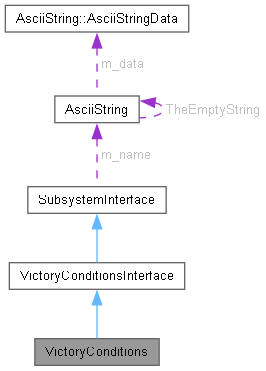 AsciiString::AsciiStringData
m_data
AsciiString
TheEmptyString
m_name
SubsystemInterface
VictoryConditionsInterface
VictoryConditions